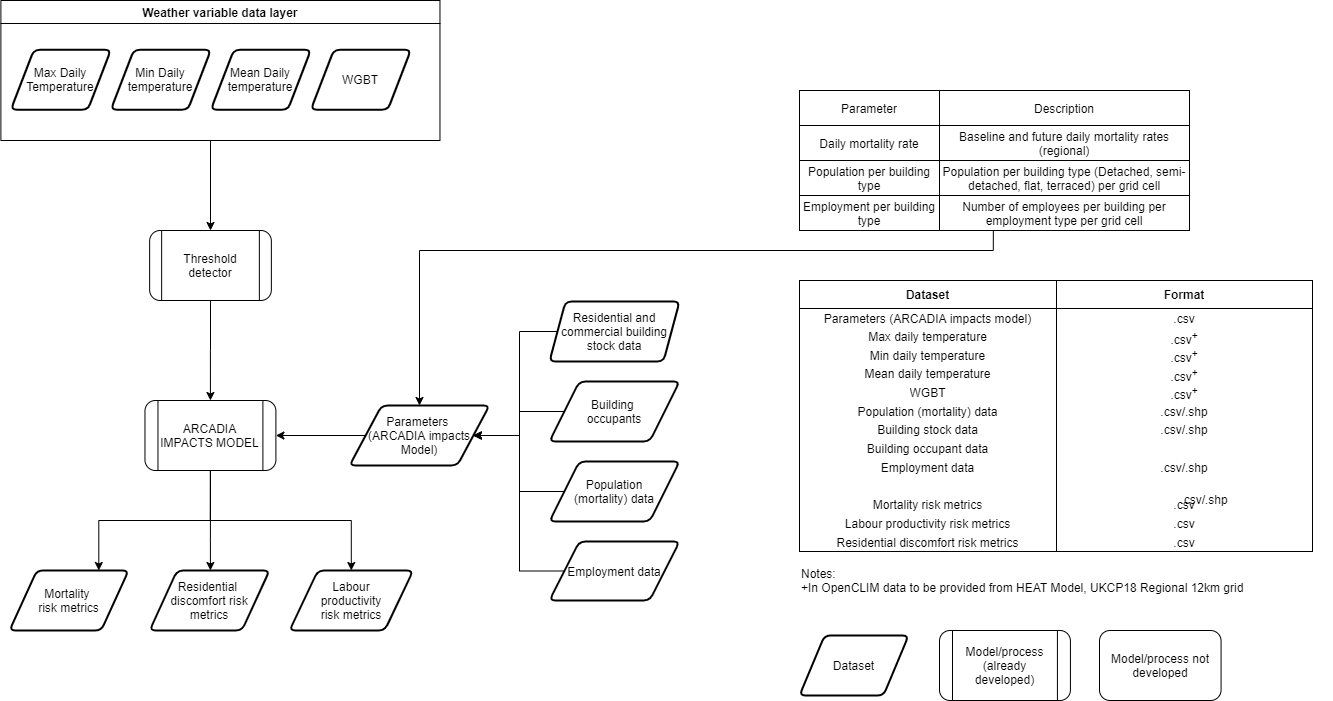 Weather variable data layer
Max Daily
Temperature
Min Daily
temperature
Mean Daily
temperature
WGBT
Threshold
detector
ARCADIA
IMPACTS MODEL
Mortality
risk metrics
Residential
discomfort risk
metrics
Labour
productivity
risk metrics
Parameters
(ARCADIA impacts
Model)
Residential and
commercial building
stock data
Building
occupants
Population
(mortality) data
Employment data
Parameter Description
Daily mortality rate Baseline and future daily mortality rates
(regional)
Population per building
type
Population per building type (Detached, semi-
detached, flat, terraced) per grid cell
Employment per building
type
Number of employees per building per
employment type per grid cell
Dataset Format
Parameters (ARCADIA impacts model) .csv
Max daily temperature .csv+
Min daily temperature .csv+
Mean daily temperature .csv+
WGBT .csv+
Population (mortality) data .csv/.shp
Building stock data .csv/.shp
Building occupant data
Employment data .csv/.shp
.csv/.shp
Mortality risk metrics .csv
Labour productivity risk metrics .csv
Residential discomfort risk metrics .csv
Notes:
+In OpenCLIM data to be provided from HEAT Model, UKCP18 Regional 12km grid
Dataset
Model/process
(already
developed)
Model/process not
developed